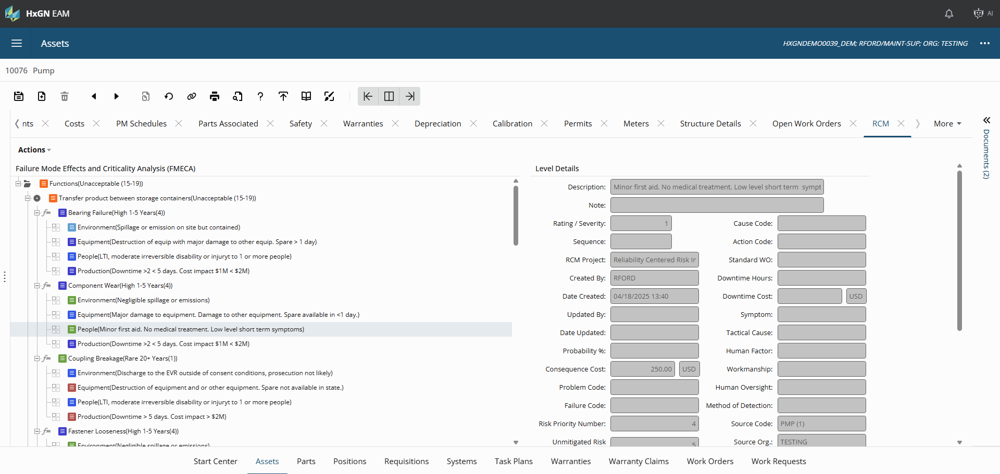 HxGN EAM
AI
Assets
HXGNDEMO0039_DEM; RFORD/MAINT-SUP; ORG: TESTING
10076 Pump
nts
Costs
PM Schedules
Parts Associated
Safety
Warranties
Depreciation
Calibration
Permits
Meters
Structure Details
Open Work Orders
RCM
More
Documents (2)
Actions
Failure Mode Effects and Criticality Analysis (FMECA)
Functions(Unacceptable (15-19))
Transfer product between storage containers(Unacceptable (15-19))
fm Bearing Failure(High 1-5 Years(4))
Environment(Spillage or emission on site but contained)
Equipment(Destruction of equip with major damage to other equip. Spare > 1 day)
People(LTI, moderate irreversible disability or injuryt to 1 or more people)
Production(Downtime >2 < 5 days. Cost impact $1M < $2M)
fm Component Wear(High 1-5 Years(4))
Environment(Negligible spillage or emissions)
Equipment(Major damage to equipment. Damage to other equipment. Spare available in <1 day.)
People(Minor first aid. No medical treatment. Low level short term symptoms)
Production(Downtime >2 < 5 days. Cost impact $1M < $2M)
fm Coupling Breakage(Rare 20+ Years(1))
Environment(Discharge to the EVR outside of consent conditions, prosecution not likely)
Equipment(Destruction of equipment and or other equipment. Spare not available in state.)
People(LTI, moderate irreversible disability or injuryt to 1 or more people)
Production(Downtime > 5 days. Cost impact > $2M)
fm Fastener Looseness(High 1-5 Years(4))
Environment(Negligible spillage or emissions)
Level Details
Description: Minor first aid. No medical treatment. Low level short term sympt
Note:
Rating / Severity: 1
Cause Code:
Sequence:
Action Code:
RCM Project: Reliability Centered Risk Ir
Standard WO:
Created By: RFORD
Downtime Hours:
Date Created: 04/18/2025 13:40
Downtime Cost: USD
Updated By:
Symptom:
Date Updated:
Tactical Cause:
Probability %:
Human Factor:
Consequence Cost: 250.00 USD
Workmanship:
Problem Code:
Human Oversight:
Failure Code:
Method of Detection:
Risk Priority Number: 4
Source Code: PMP (1)
Unmitigated Risk 5
Source Org.: TESTING
Start Center
Assets
Parts
Positions
Requisitions
Systems
Task Plans
Warranties
Warranty Claims
Work Orders
Work Requests